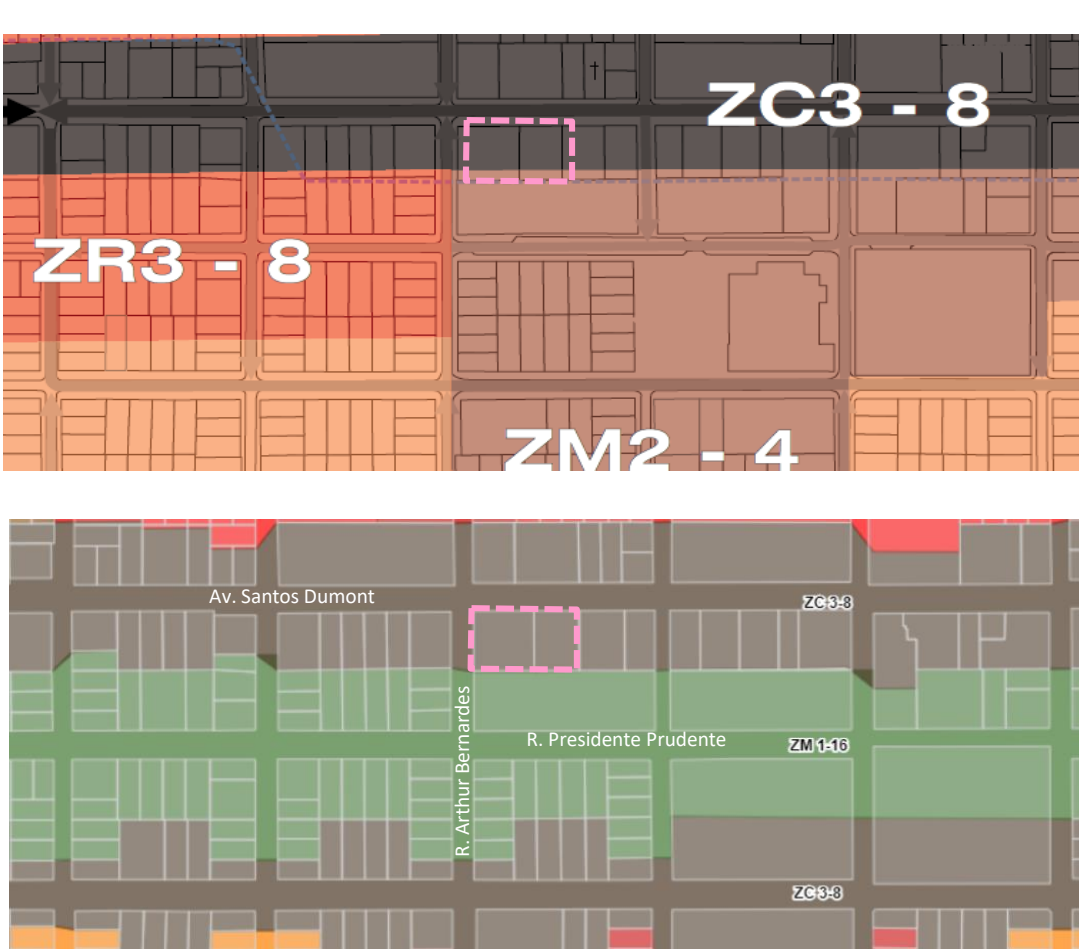 ZC3 - 8
ZR3 - 8
ZM2 - 4
Av. Santos Dumont
ZC 3-8
R. Arthur Bernardes
R. Presidente Prudente
ZM 1-16
ZC 3-8